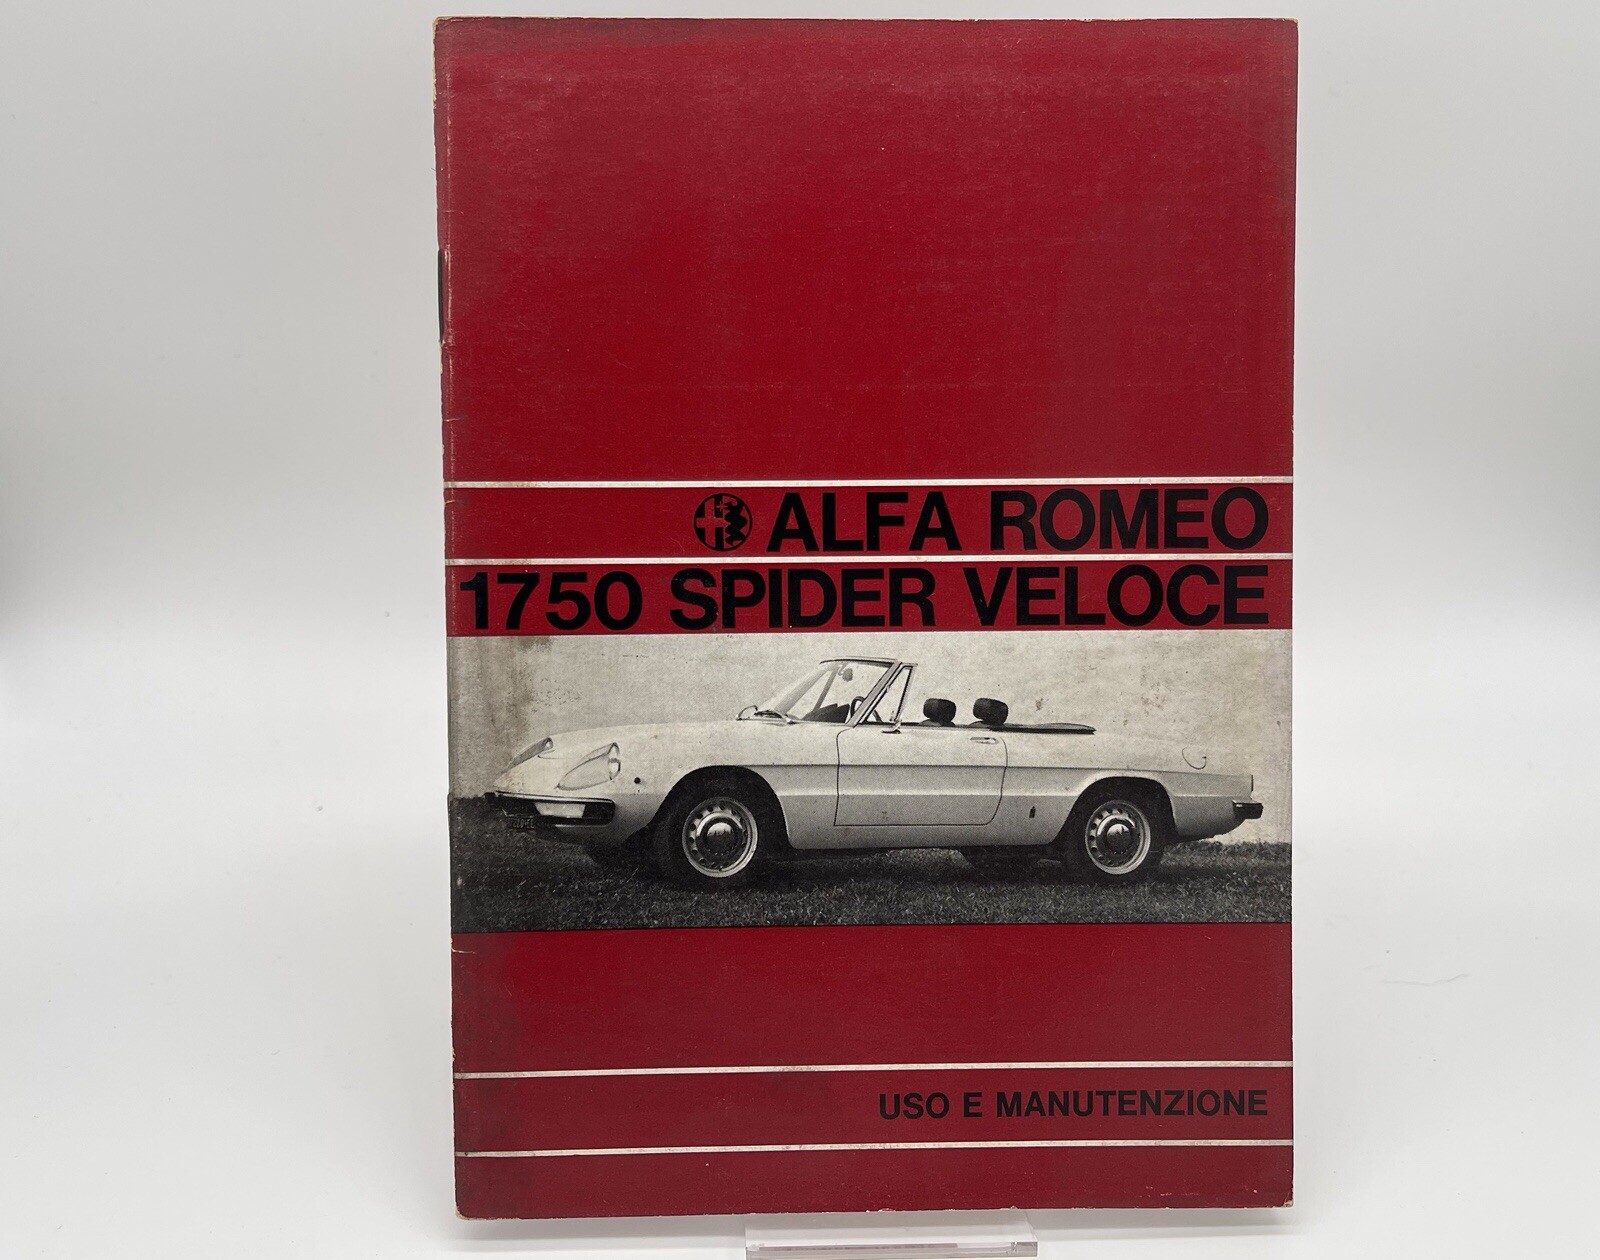 ALFA ROMEO
1750 SPIDER VELOCE
USO E MANUTENZIONE